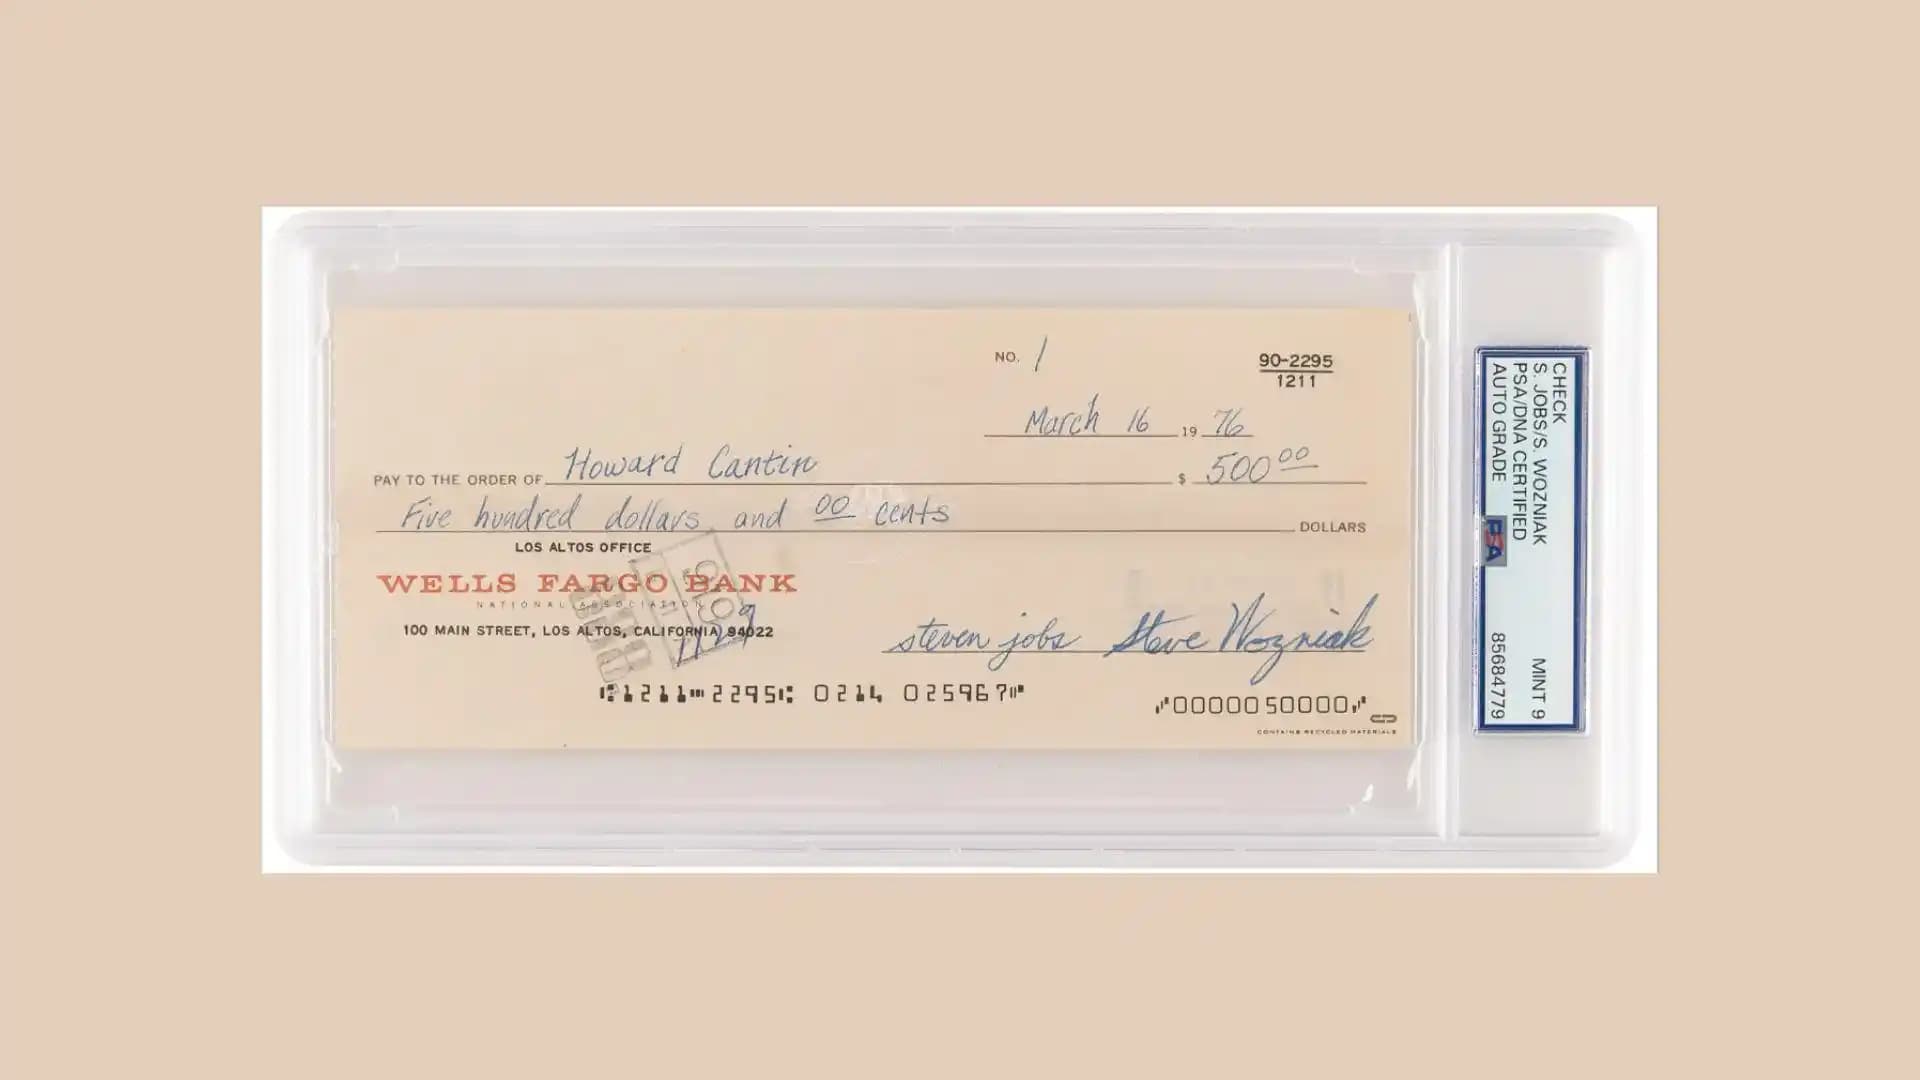 NO. 1
90-2295
1211
March 16 19 76
PAY TO THE ORDER OF Howard Cantin $ 500 00
Five hundred dollars and 00 cents DOLLARS
LOS ALTOS OFFICE
WELLS FARGO BANK
NATIONAL ASSOCIATION
100 MAIN STREET, LOS ALTOS, CALIFORNIA 94022
steven jobs Steve Wozniak
⑆1211⑉2295⑆ 0214 025967⑈
⑈0000050000⑈
CONTAINS RECYCLED MATERIALS
CHECK
S. JOBS/S. WOZNIAK
PSA/DNA CERTIFIED
AUTO GRADE
MINT 9
85684779
PSA